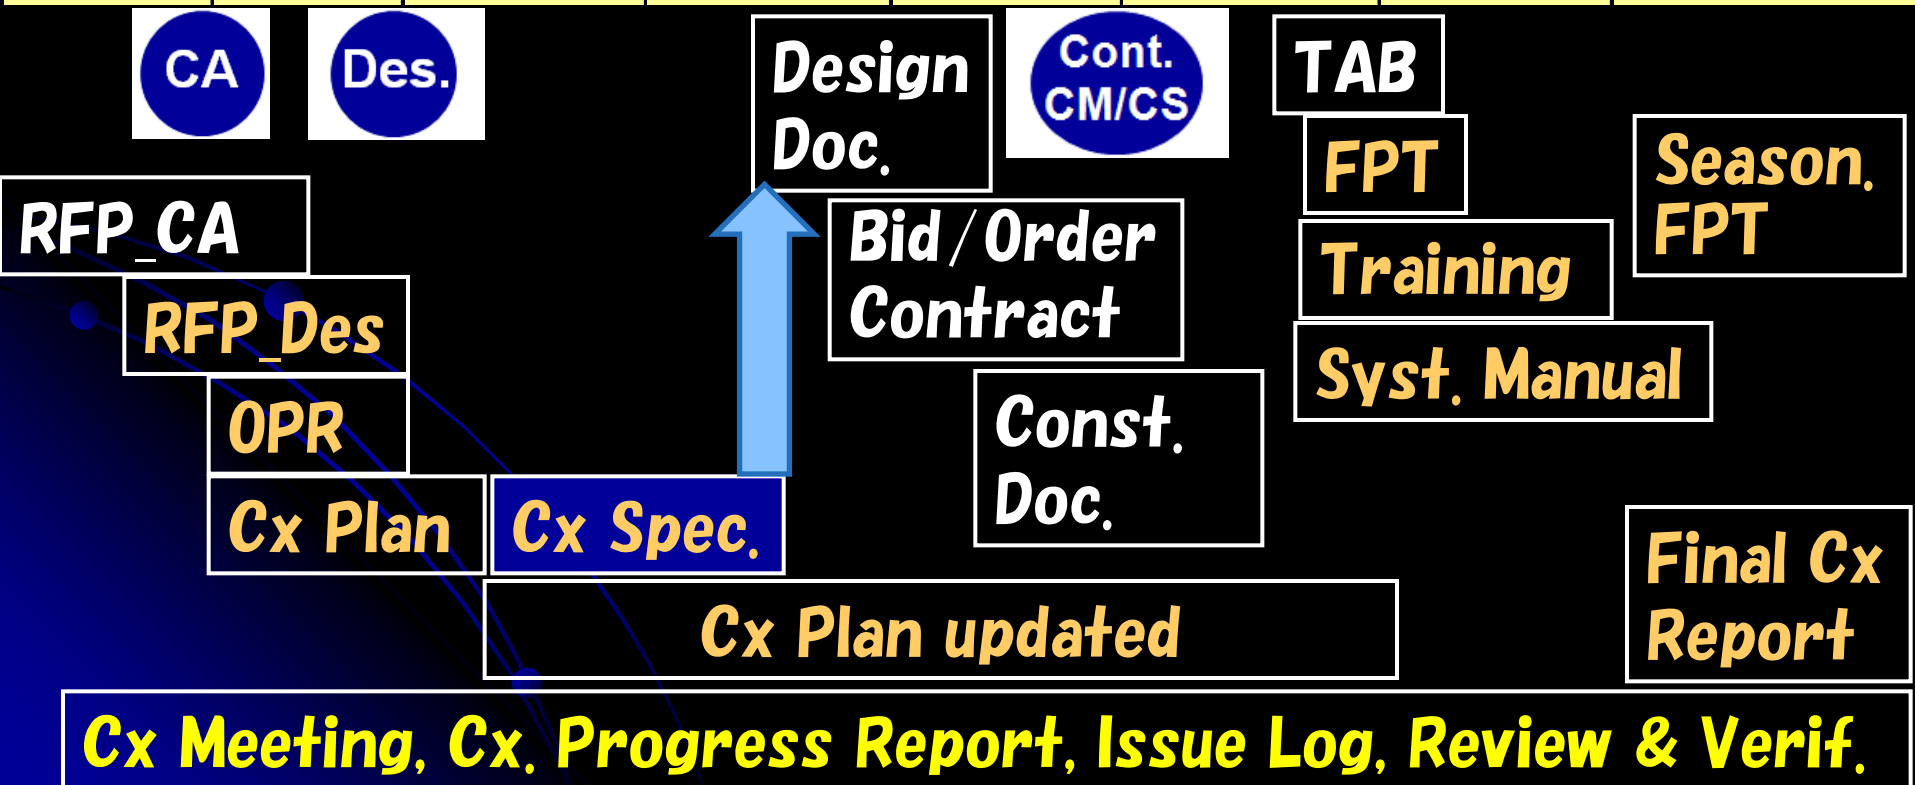 CA
Des.
Design
Doc.
Cont.
CM/CS
TAB
FPT
Season.
FPT
RFP_CA
Bid/Order
Contract
Training
RFP_Des
Syst. Manual
OPR
Const.
Doc.
Cx Plan
Cx Spec.
Final Cx
Report
Cx Plan updated
Cx Meeting, Cx. Progress Report, Issue Log, Review & Verif.